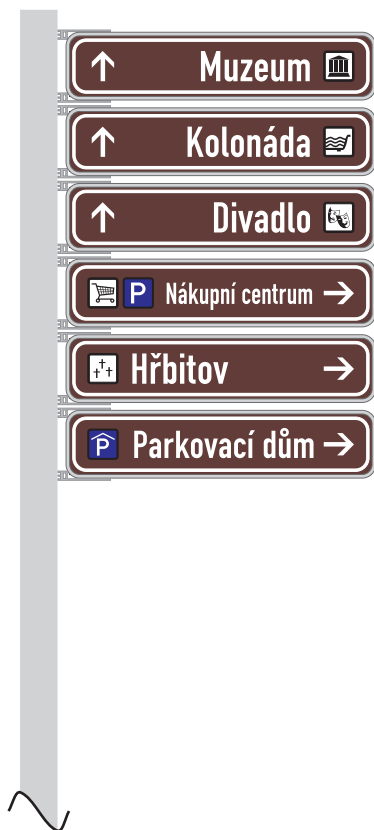 Muzeum
Kolonáda
Divadlo
P Nákupní centrum
Hřbitov
P Parkovací dům